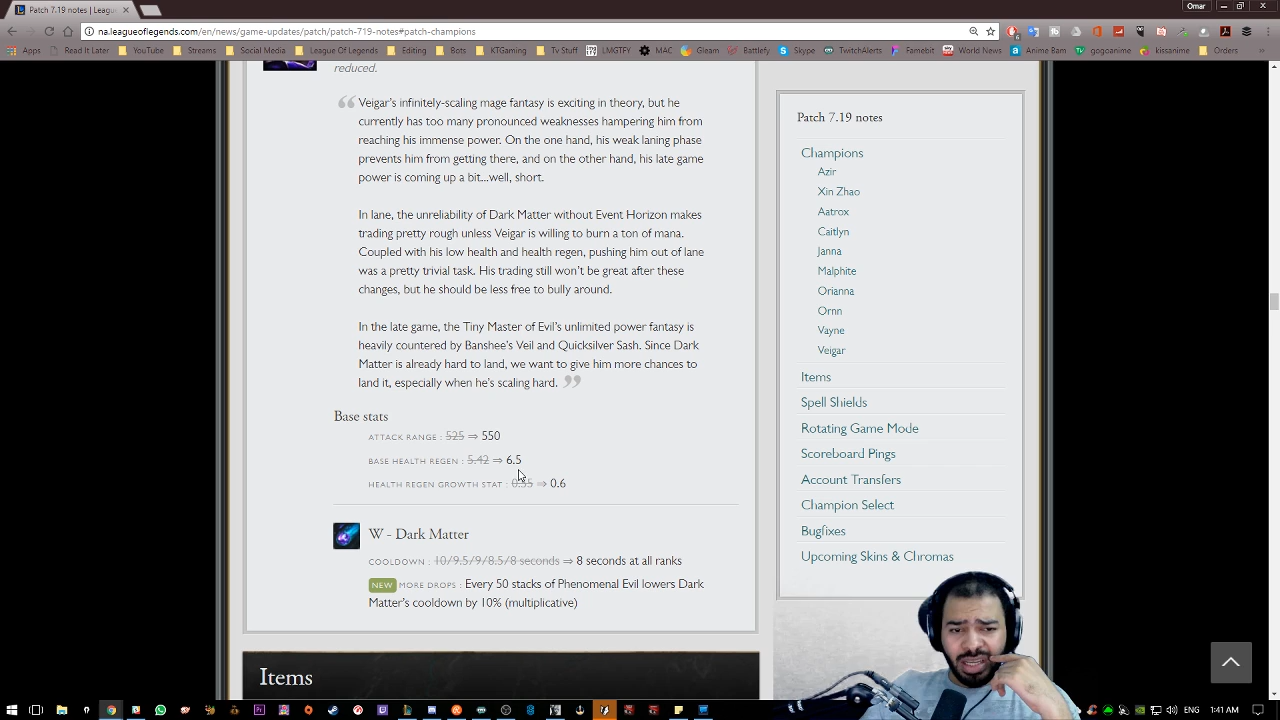 Patch 7.19 notes | Leagu
Omar
na.leagueoflegends.com/en/news/game-updates/patch/patch-719-notes#patch-champions
Apps Read It Later YouTube Streams Social Media League Of Legends Editing Bots KTGaming Tv Stuff LMGTFY MAC Gleam Battlefy Skype TwitchAlerts Famebit World News Anime Bam gogoanime kissanime Orders
reduced.
Veigar's infinitely-scaling mage fantasy is exciting in theory, but he
currently has too many pronounced weaknesses hampering him from
reaching his immense power. On the one hand, his weak laning phase
prevents him from getting there, and on the other hand, his late game
power is coming up a bit...well, short.
In lane, the unreliability of Dark Matter without Event Horizon makes
trading pretty rough unless Veigar is willing to burn a ton of mana.
Coupled with his low health and health regen, pushing him out of lane
was a pretty trivial task. His trading still won't be great after these
changes, but he should be less free to bully around.
In the late game, the Tiny Master of Evil's unlimited power fantasy is
heavily countered by Banshee's Veil and Quicksilver Sash. Since Dark
Matter is already hard to land, we want to give him more chances to
land it, especially when he's scaling hard.
Base stats
ATTACK RANGE : 525 ⇒ 550
BASE HEALTH REGEN : 5.42 ⇒ 6.5
HEALTH REGEN GROWTH STAT : 0.55 ⇒ 0.6
W - Dark Matter
COOLDOWN : 10/9.5/9/8.5/8 seconds ⇒ 8 seconds at all ranks
NEW MORE DROPS : Every 50 stacks of Phenomenal Evil lowers Dark
Matter's cooldown by 10% (multiplicative)
Items
Patch 7.19 notes
Champions
Azir
Xin Zhao
Aatrox
Caitlyn
Janna
Malphite
Orianna
Ornn
Vayne
Veigar
Items
Spell Shields
Rotating Game Mode
Scoreboard Pings
Account Transfers
Champion Select
Bugfixes
Upcoming Skins & Chromas
ENG 1:41 AM